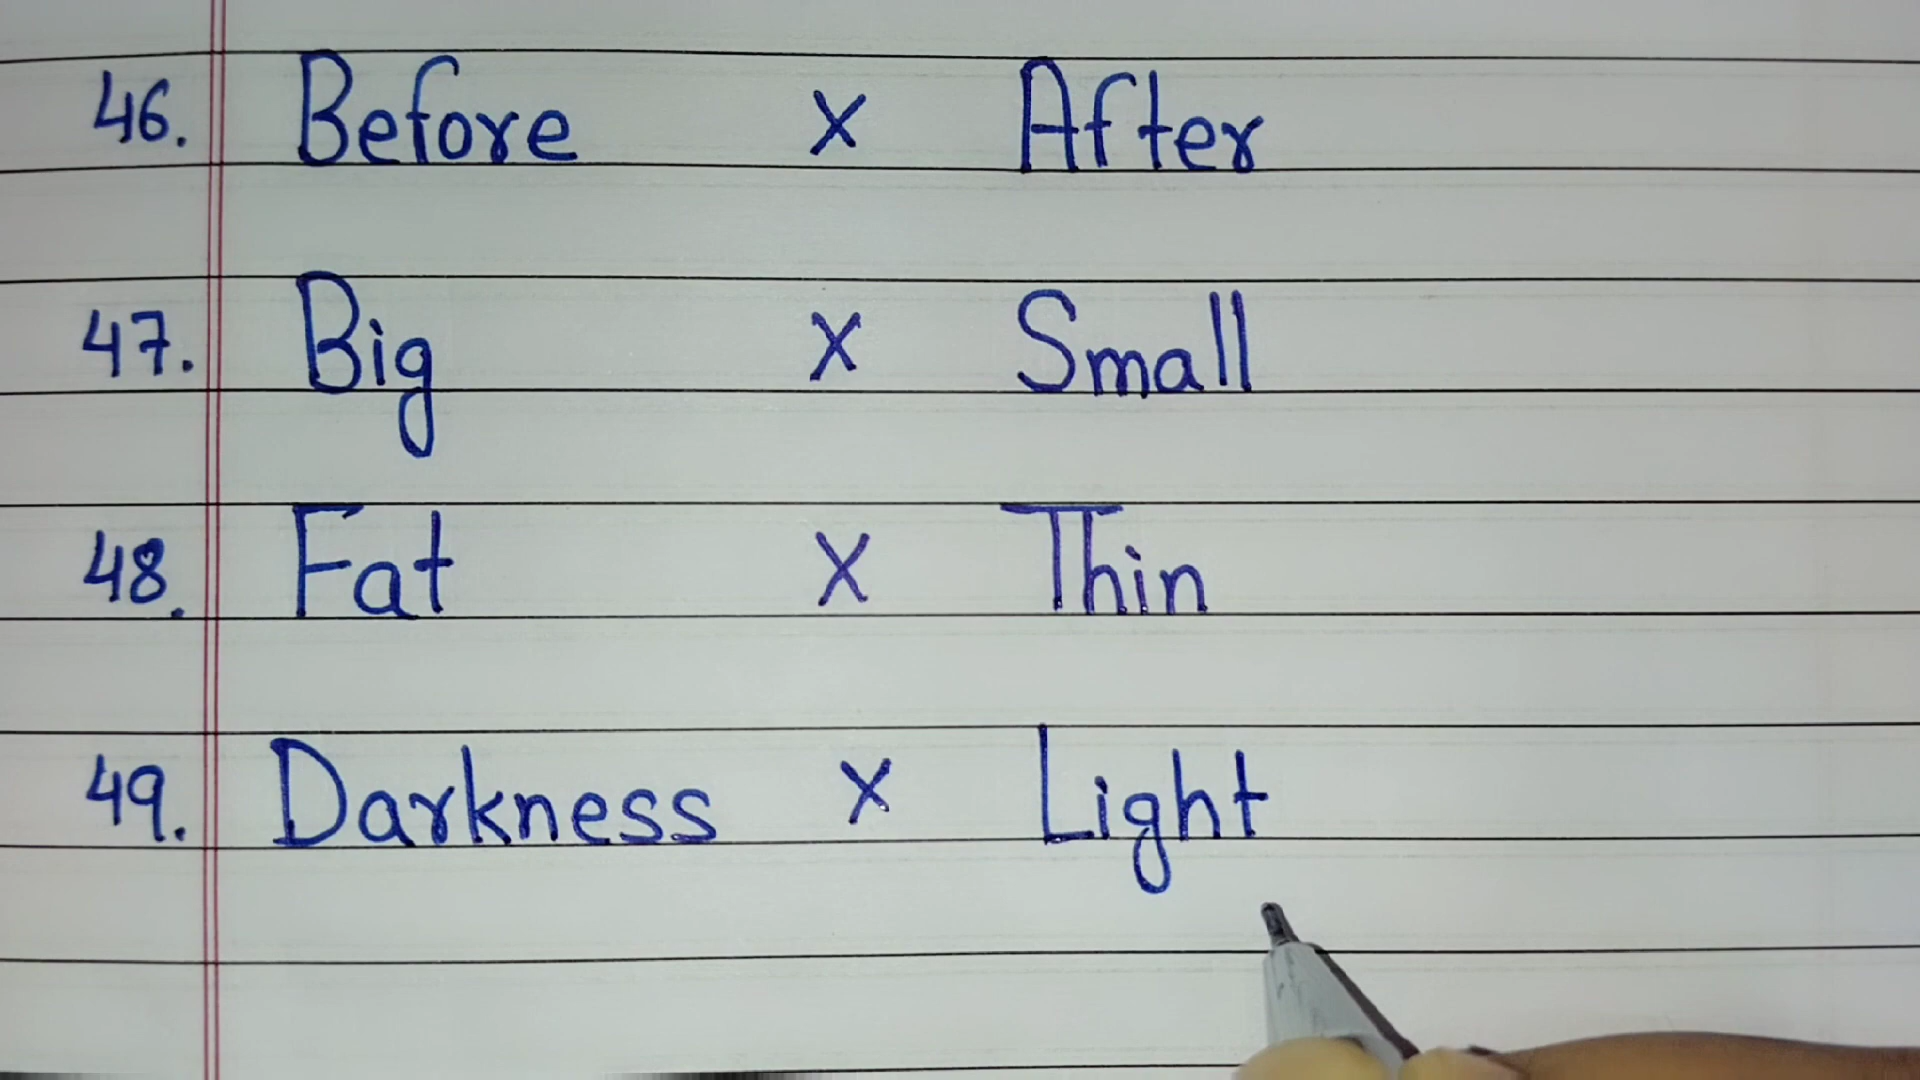 46. Before x After
47. Big x Small
48. Fat x Thin
49. Darkness x Light